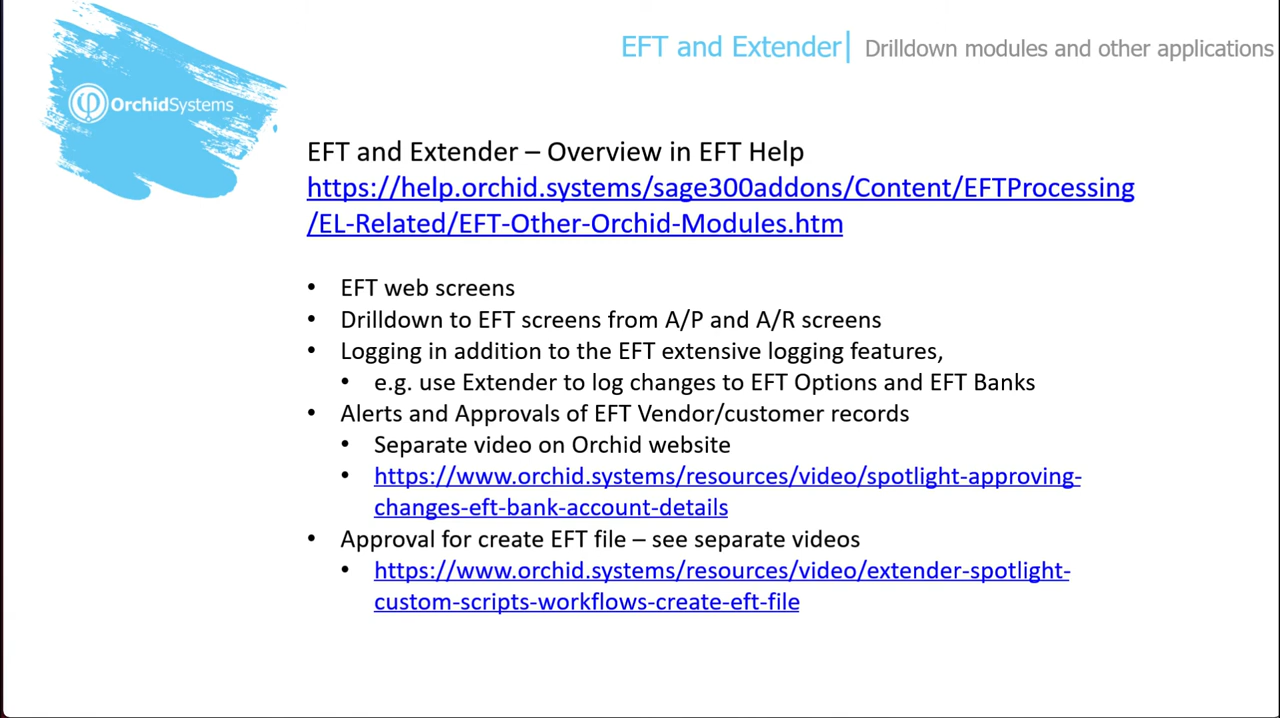 EFT and Extender| Drilldown modules and other applications
OrchidSystems
EFT and Extender – Overview in EFT Help
https://help.orchid.systems/sage300addons/Content/EFTProcessing
/EL-Related/EFT-Other-Orchid-Modules.htm
• EFT web screens
• Drilldown to EFT screens from A/P and A/R screens
• Logging in addition to the EFT extensive logging features,
• e.g. use Extender to log changes to EFT Options and EFT Banks
• Alerts and Approvals of EFT Vendor/customer records
• Separate video on Orchid website
• https://www.orchid.systems/resources/video/spotlight-approving-
changes-eft-bank-account-details
• Approval for create EFT file – see separate videos
• https://www.orchid.systems/resources/video/extender-spotlight-
custom-scripts-workflows-create-eft-file